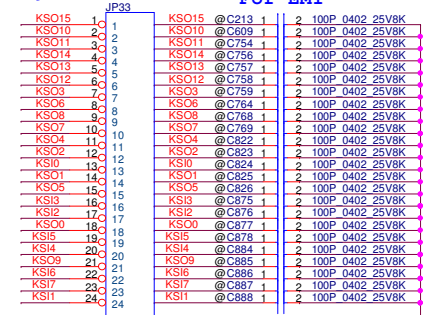 JP33 For EMI
KSO15 1 1 KSO15 @C213 1 2 100P_0402_25V8K
KSO10 2 2 KSO10 @C609 1 2 100P_0402_25V8K
KSO11 3 3 KSO11 @C754 1 2 100P_0402_25V8K
KSO14 4 4 KSO14 @C756 1 2 100P_0402_25V8K
KSO13 5 5 KSO13 @C757 1 2 100P_0402_25V8K
KSO12 6 6 KSO12 @C758 1 2 100P_0402_25V8K
KSO3 7 7 KSO3 @C759 1 2 100P_0402_25V8K
KSO6 8 8 KSO6 @C764 1 2 100P_0402_25V8K
KSO8 9 9 KSO8 @C768 1 2 100P_0402_25V8K
KSO7 10 10 KSO7 @C769 1 2 100P_0402_25V8K
KSO4 11 11 KSO4 @C822 1 2 100P_0402_25V8K
KSO2 12 12 KSO2 @C823 1 2 100P_0402_25V8K
KSI0 13 13 KSI0 @C824 1 2 100P_0402_25V8K
KSO1 14 14 KSO1 @C825 1 2 100P_0402_25V8K
KSO5 15 15 KSO5 @C826 1 2 100P_0402_25V8K
KSI3 16 16 KSI3 @C875 1 2 100P_0402_25V8K
KSI2 17 17 KSI2 @C876 1 2 100P_0402_25V8K
KSO0 18 18 KSO0 @C877 1 2 100P_0402_25V8K
KSI5 19 19 KSI5 @C878 1 2 100P_0402_25V8K
KSI4 20 20 KSI4 @C884 1 2 100P_0402_25V8K
KSO9 21 21 KSO9 @C885 1 2 100P_0402_25V8K
KSI6 22 22 KSI6 @C886 1 2 100P_0402_25V8K
KSI7 23 23 KSI7 @C887 1 2 100P_0402_25V8K
KSI1 24 24 KSI1 @C888 1 2 100P_0402_25V8K